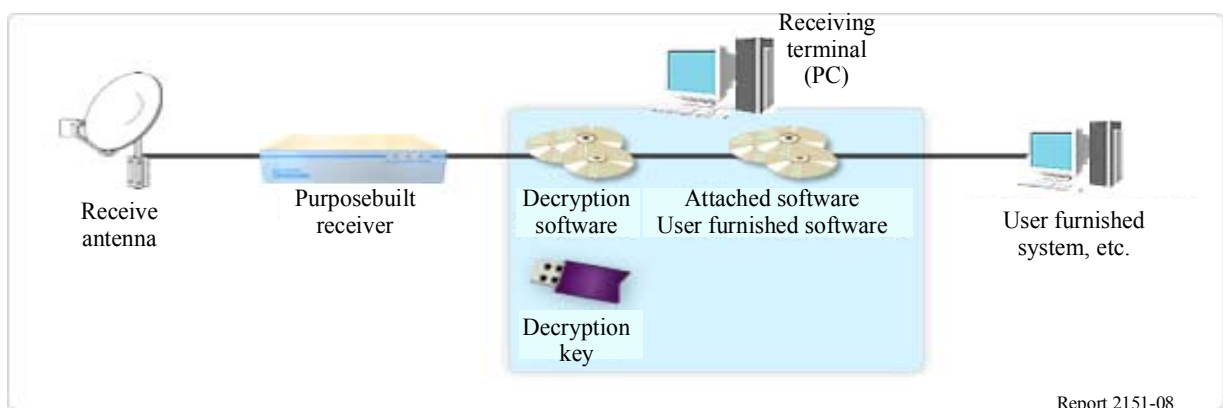 Receiving
terminal
(PC)
Receive
antenna
Purposebuilt
receiver
Decryption
software
Attached software
User furnished software
User furnished
system, etc.
Decryption
key
Report 2151-08